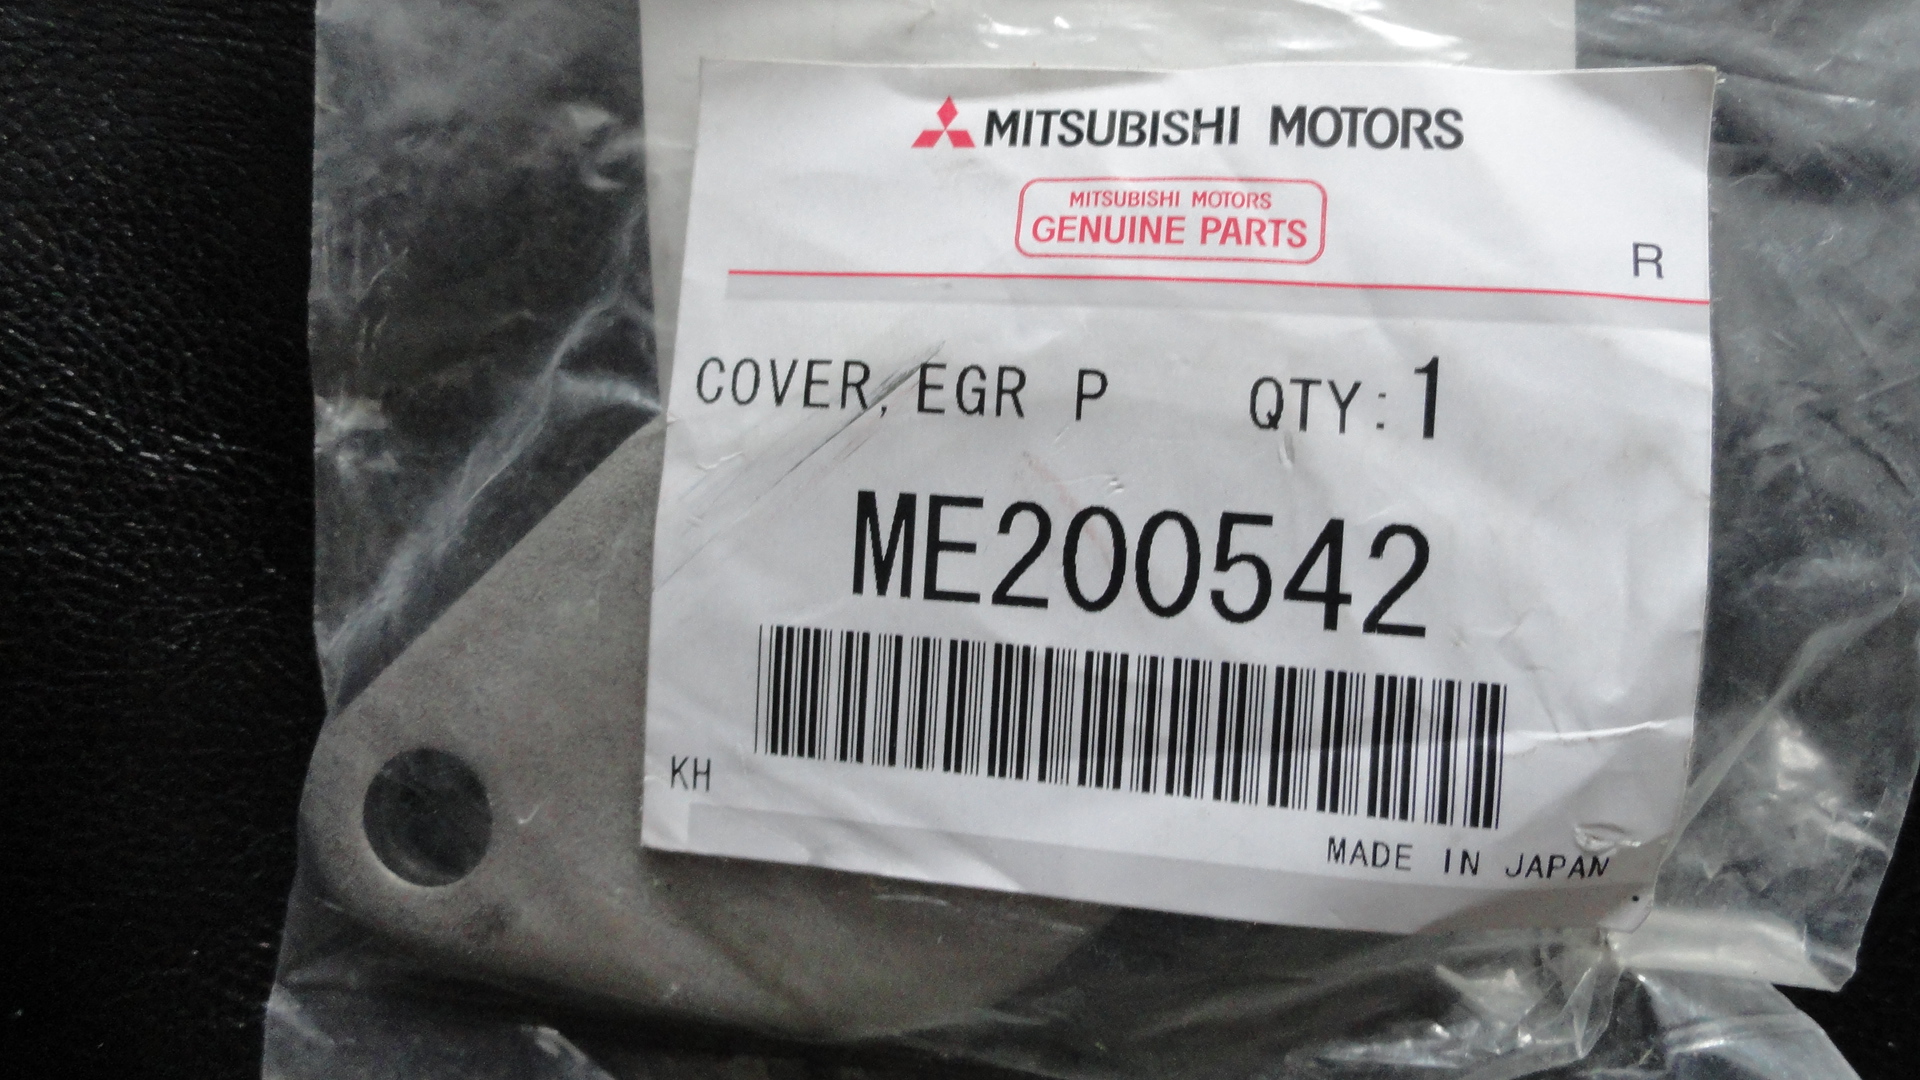 MITSUBISHI MOTORS
MITSUBISHI MOTORS
GENUINE PARTS
R
COVER, EGR P QTY: 1
ME200542
KH
MADE IN JAPAN